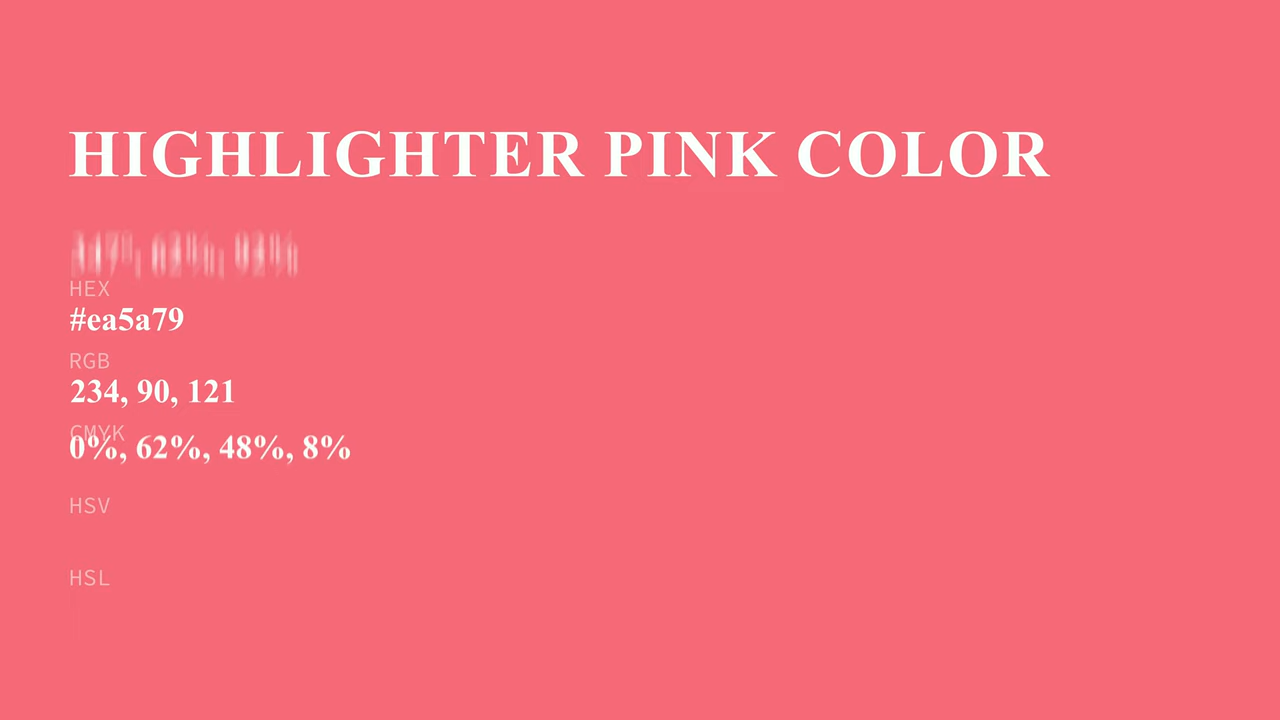 HIGHLIGHTER PINK COLOR
HEX
#ea5a79
RGB
234, 90, 121
CMYK
0%, 62%, 48%, 8%
HSV
HSL